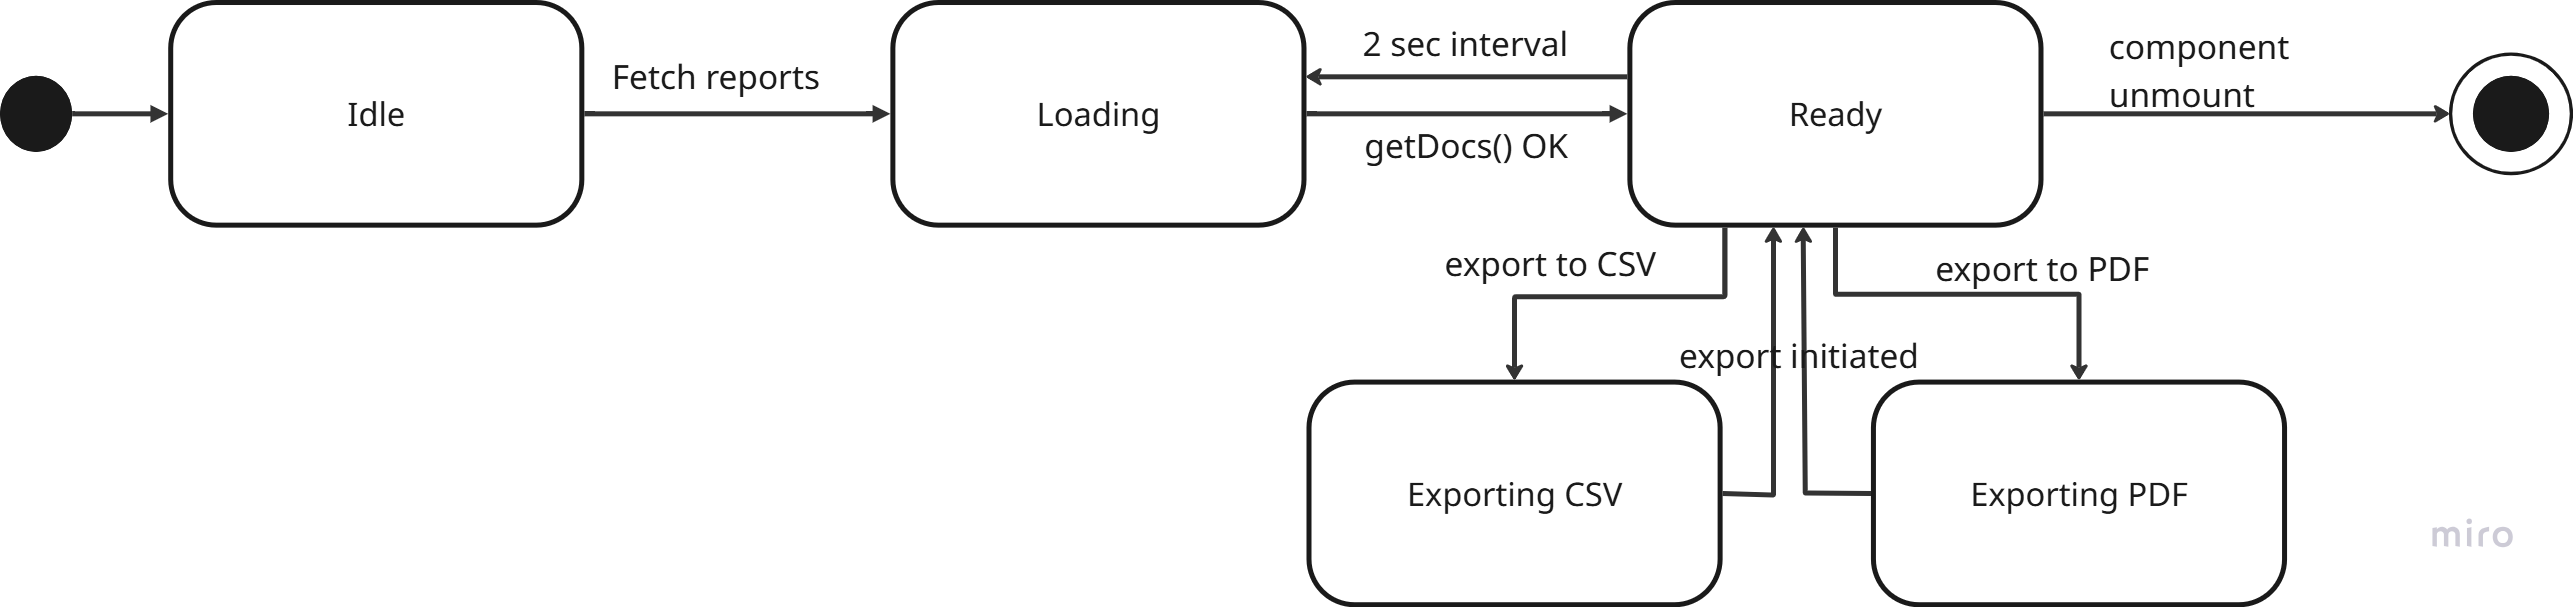 Idle
Fetch reports
Loading
2 sec interval
getDocs() OK
Ready
component
unmount
export to CSV
export to PDF
export initiated
Exporting CSV
Exporting PDF
miro